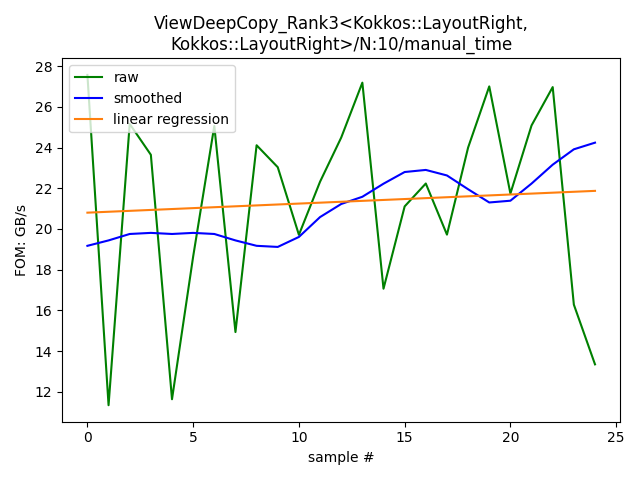 ViewDeepCopy_Rank3<Kokkos::LayoutRight,
Kokkos::LayoutRight>/N:10/manual_time
28
26
24
22
20
18
16
14
12
FOM: GB/s
raw
smoothed
linear regression
0
5
10
15
20
25
sample #